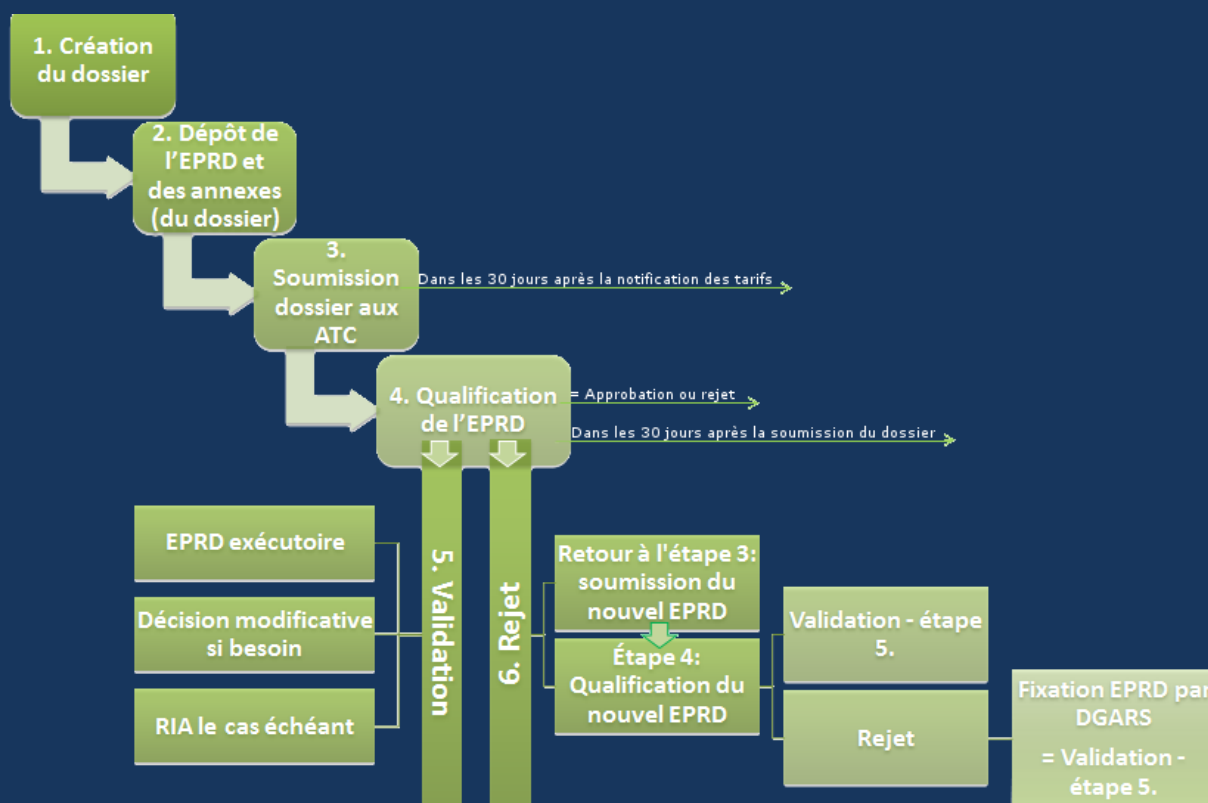 1. Création
du dossier
2. Dépôt de
l'EPRD et
des annexes
(du dossier)
3.
Soumission
dossier aux
ATC
Dans les 30 jours après la notification des tarifs
4. Qualification
de l'EPRD
= Approbation ou rejet
Dans les 30 jours après la soumission du dossier
5. Validation
EPRD exécutoire
Décision modificative
si besoin
RIA le cas échéant
6. Rejet
Retour à l'étape 3:
soumission du
nouvel EPRD
Étape 4:
Qualification du
nouvel EPRD
Validation - étape
5.
Rejet
Fixation EPRD par
DGARS
= Validation -
étape 5.